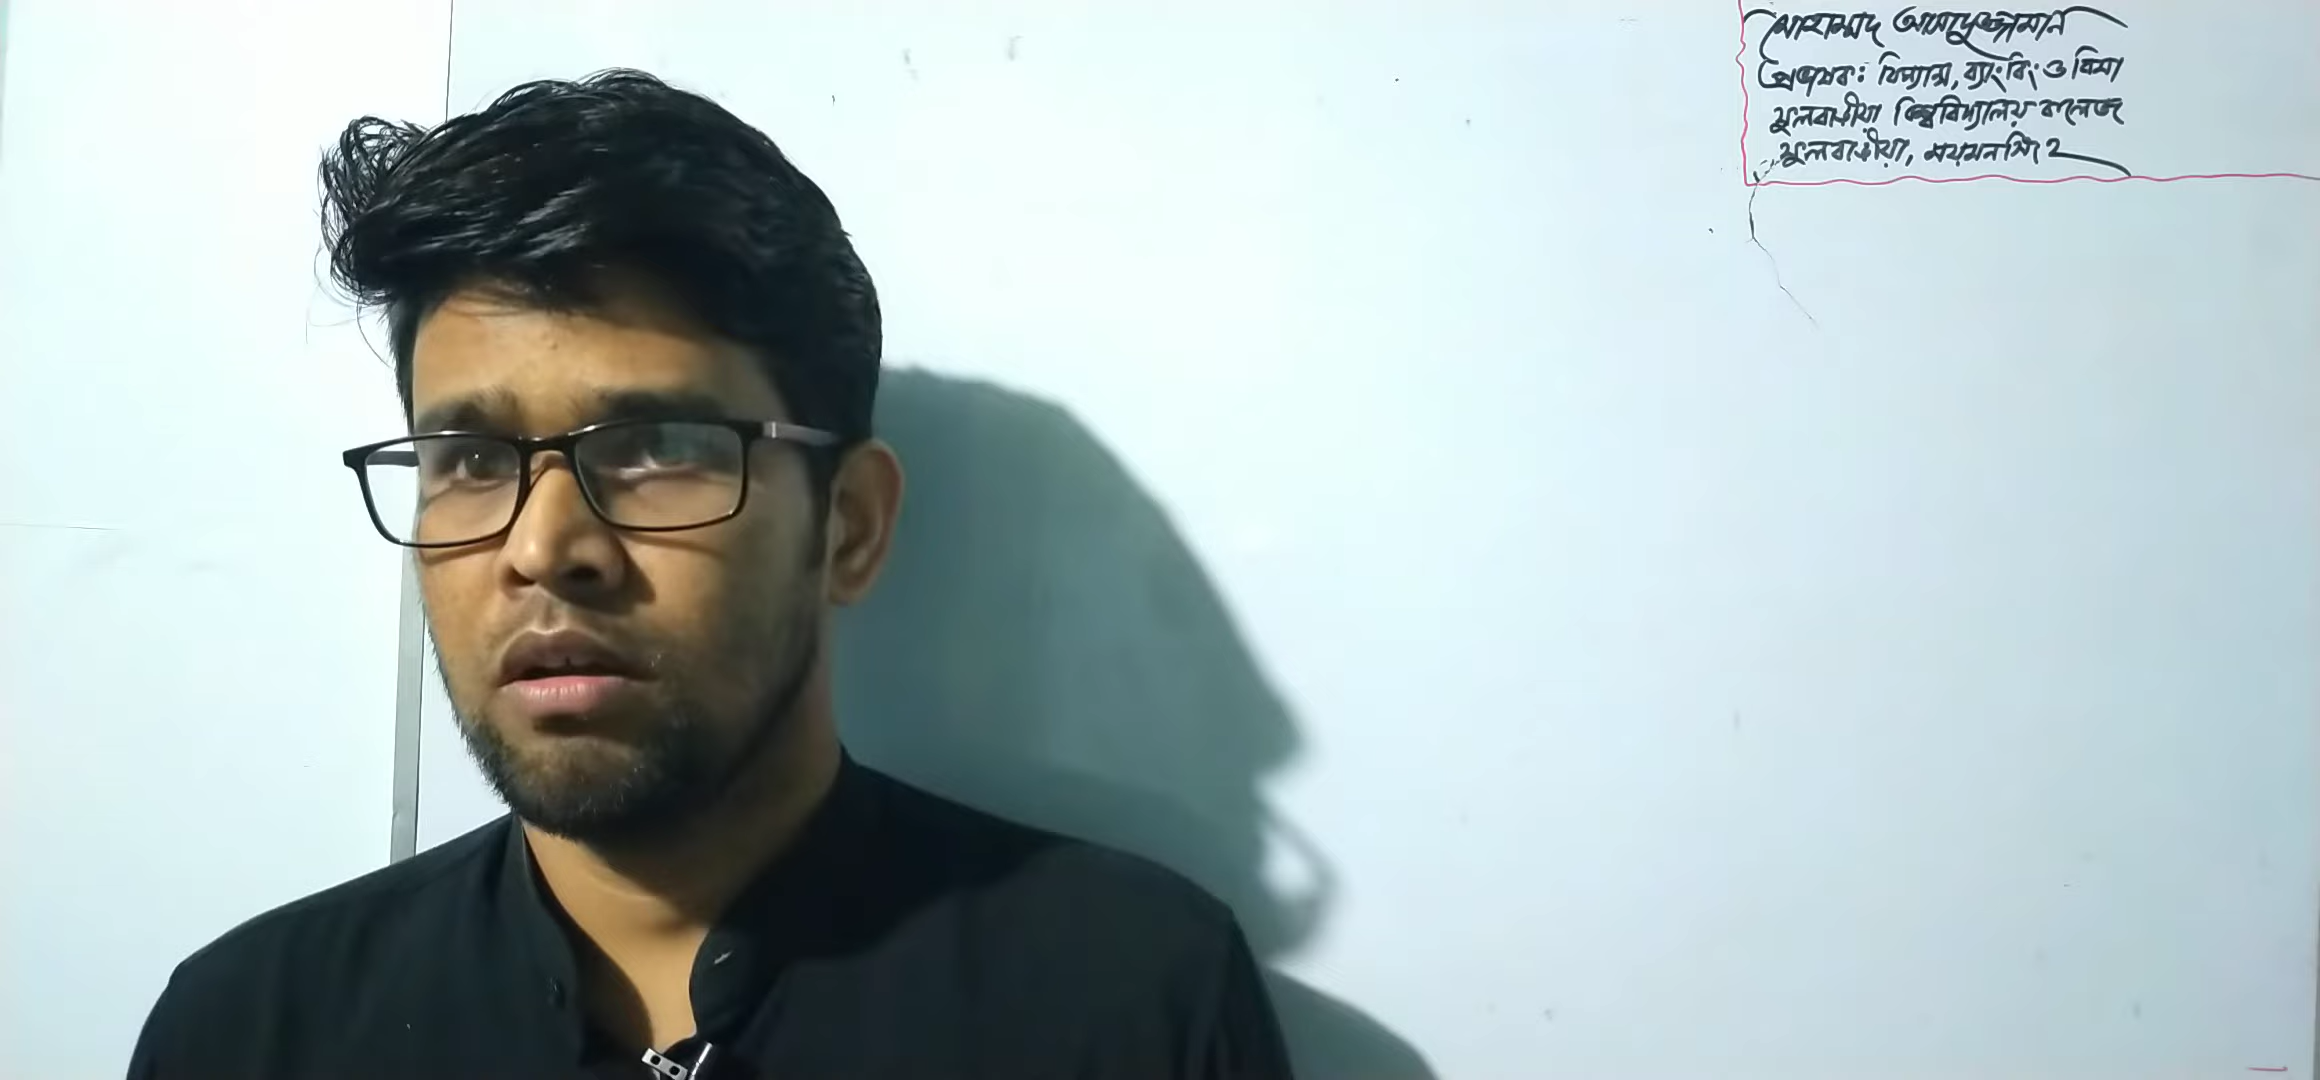 মোহাম্মদ আসাদুজ্জামান
প্রভাষক: ফিন্যান্স, ব্যাংকিং ও বিমা
ফুলবাড়ীয়া বিশ্ববিদ্যালয় কলেজ
ফুলবাড়ীয়া, ময়মনসিংহ